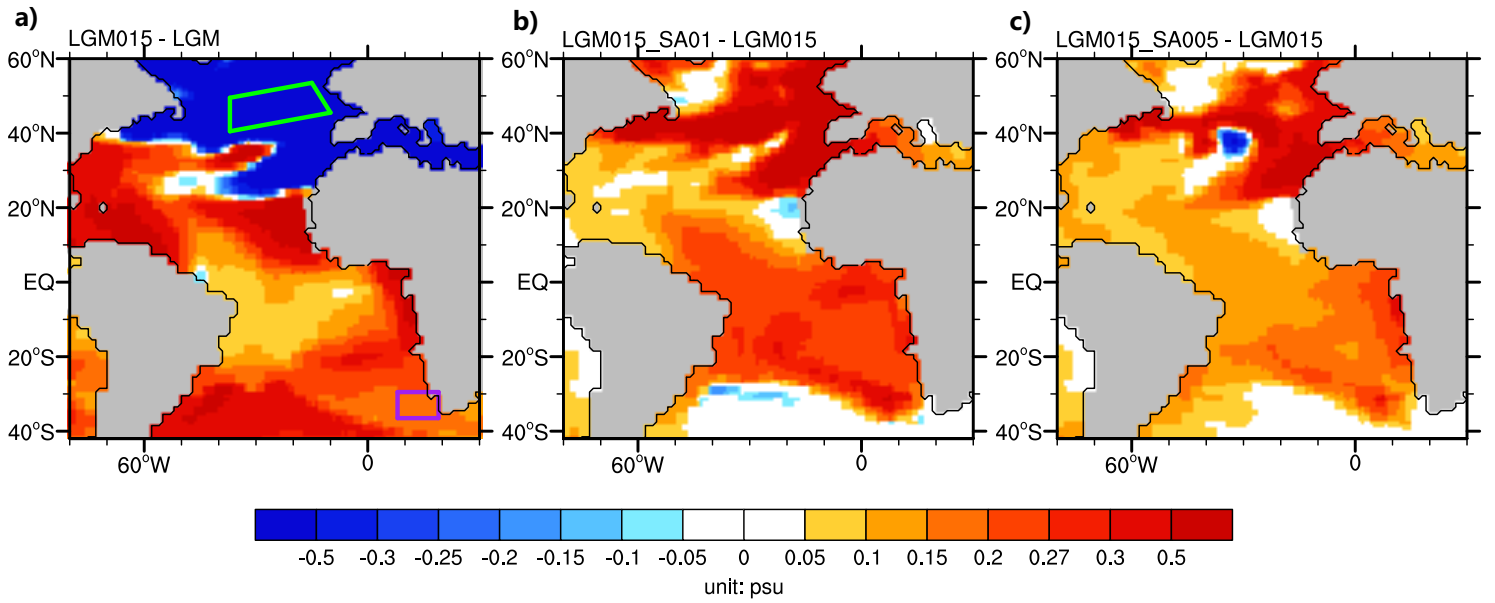 a) b) c)
LGM015 - LGM LGM015_SA01 - LGM015 LGM015_SA005 - LGM015
60°N 60°N 60°N
40°N 40°N 40°N
20°N 20°N 20°N
EQ EQ EQ
20°S 20°S 20°S
40°S 40°S 40°S
60°W 0 60°W 0 60°W 0
-0.5 -0.3 -0.25 -0.2 -0.15 -0.1 -0.05 0 0.05 0.1 0.15 0.2 0.27 0.3 0.5
unit: psu